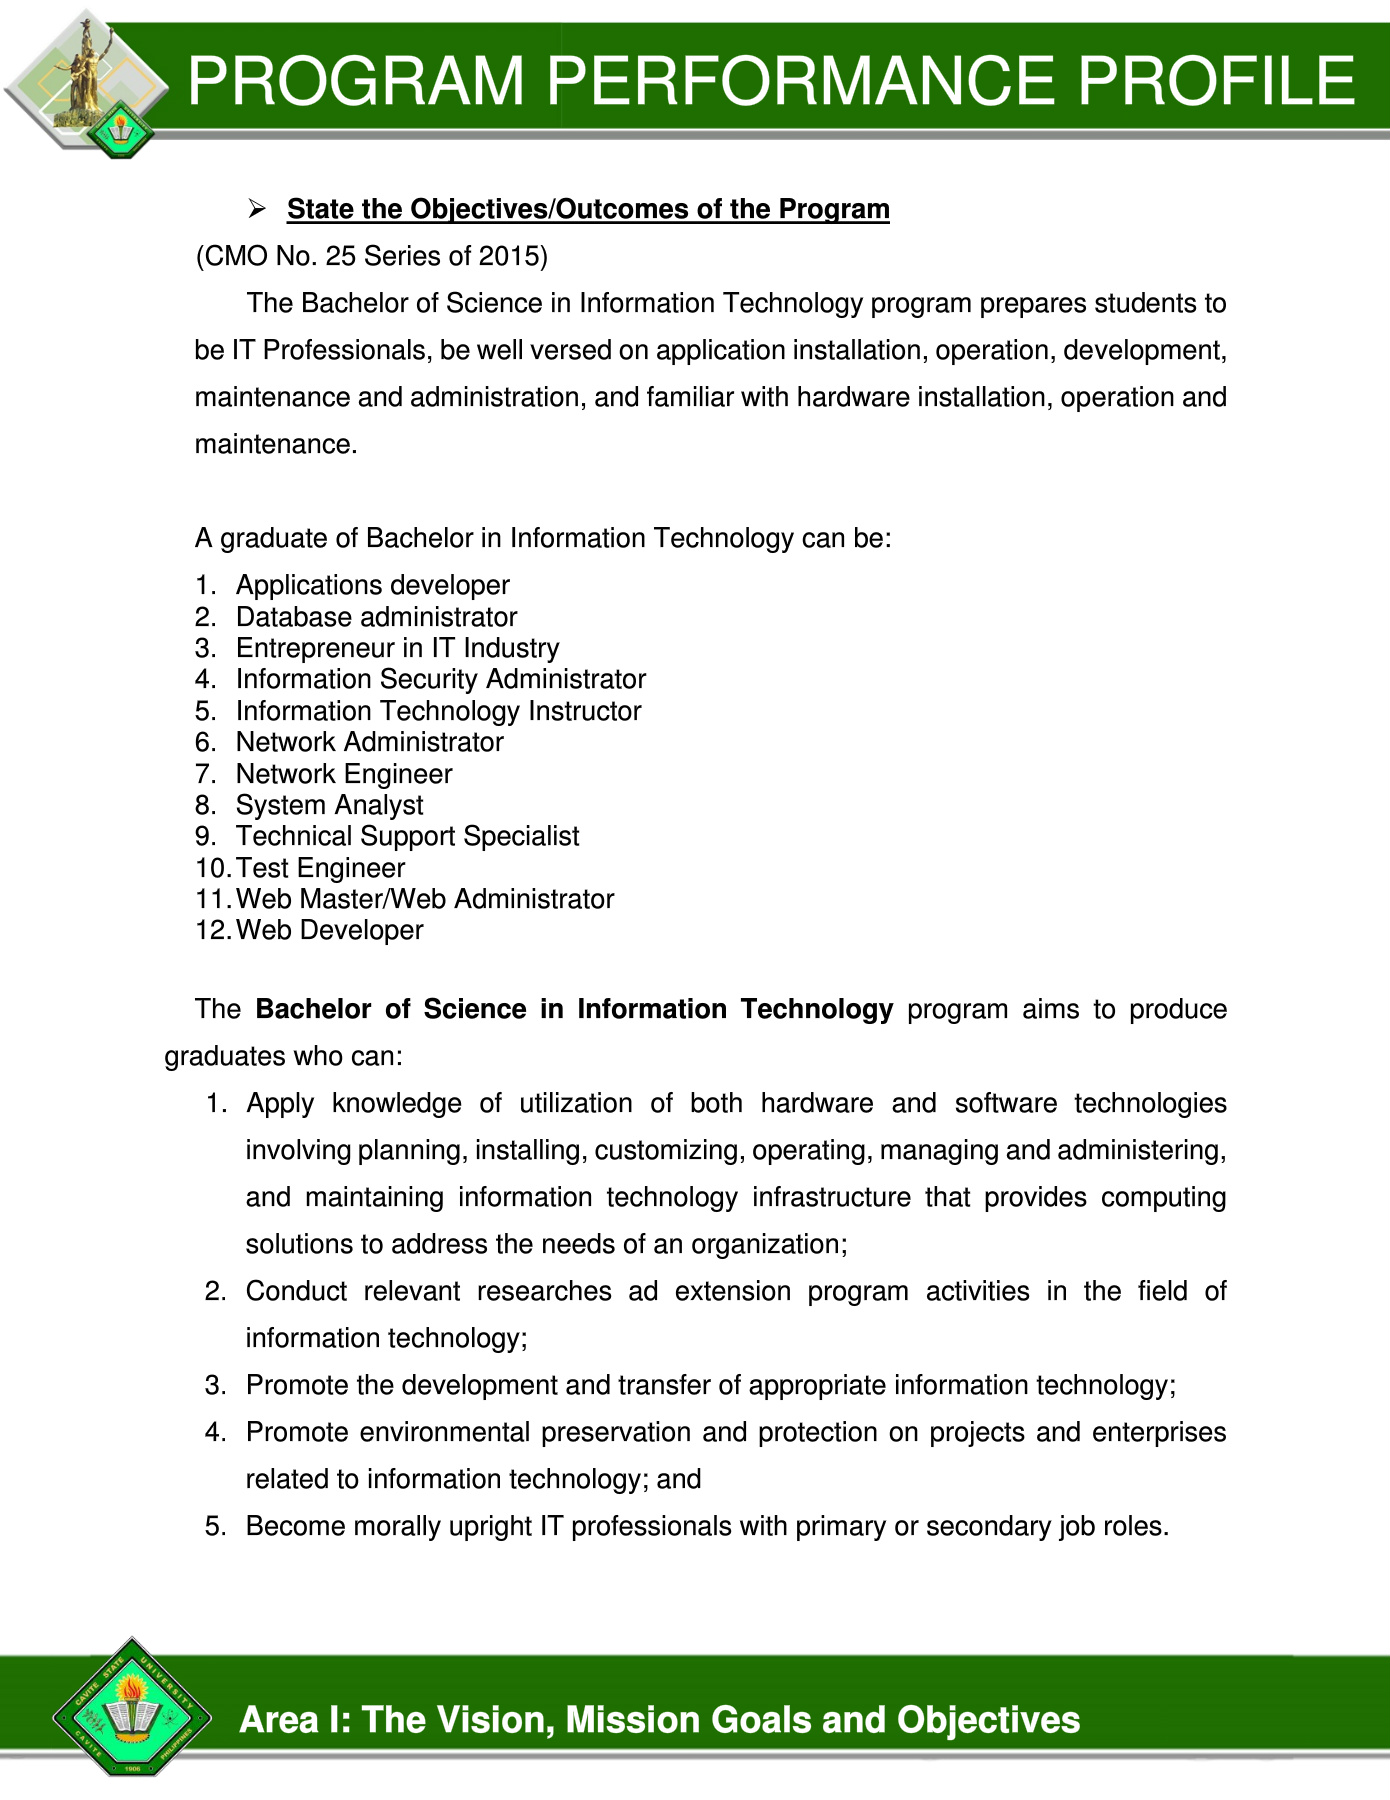 PROGRAM PERFORMANCE PROFILE
➢ State the Objectives/Outcomes of the Program
(CMO No. 25 Series of 2015)
The Bachelor of Science in Information Technology program prepares students to
be IT Professionals, be well versed on application installation, operation, development,
maintenance and administration, and familiar with hardware installation, operation and
maintenance.
A graduate of Bachelor in Information Technology can be:
1. Applications developer
2. Database administrator
3. Entrepreneur in IT Industry
4. Information Security Administrator
5. Information Technology Instructor
6. Network Administrator
7. Network Engineer
8. System Analyst
9. Technical Support Specialist
10. Test Engineer
11. Web Master/Web Administrator
12. Web Developer
The Bachelor of Science in Information Technology program aims to produce
graduates who can:
1. Apply knowledge of utilization of both hardware and software technologies
involving planning, installing, customizing, operating, managing and administering,
and maintaining information technology infrastructure that provides computing
solutions to address the needs of an organization;
2. Conduct relevant researches ad extension program activities in the field of
information technology;
3. Promote the development and transfer of appropriate information technology;
4. Promote environmental preservation and protection on projects and enterprises
related to information technology; and
5. Become morally upright IT professionals with primary or secondary job roles.
CAVITE STATE UNIVERSITY
CAVITE PHILIPPINES
1906
Area I: The Vision, Mission Goals and Objectives